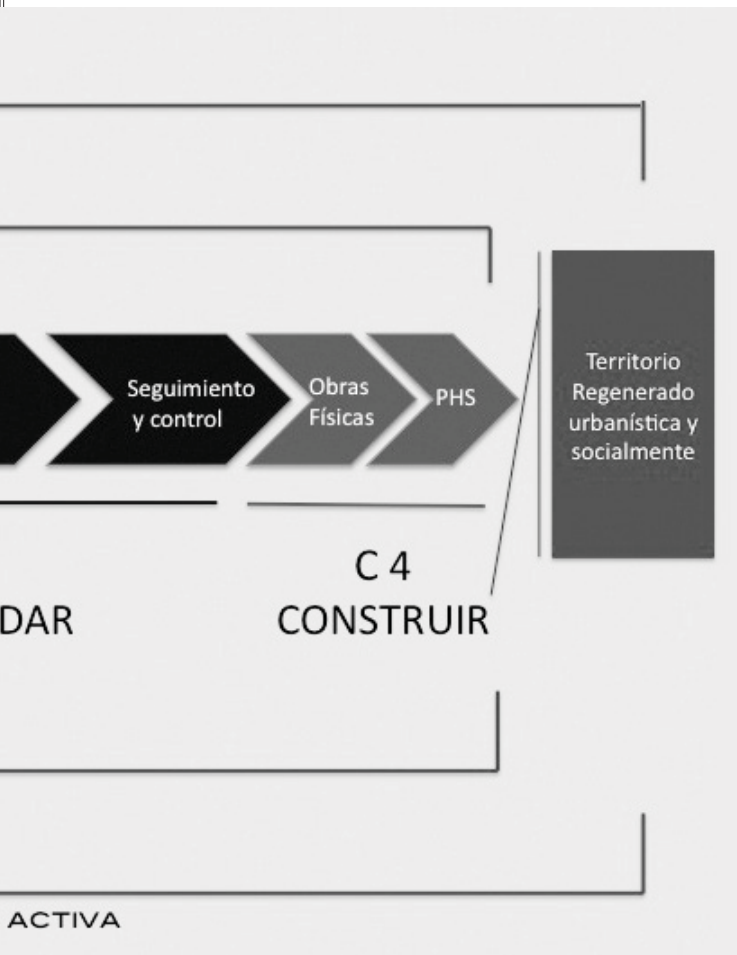 Seguimiento
y control
Obras
Físicas
PHS
Territorio
Regenerado
urbanística y
socialmente
C 4
DAR
CONSTRUIR
ACTIVA